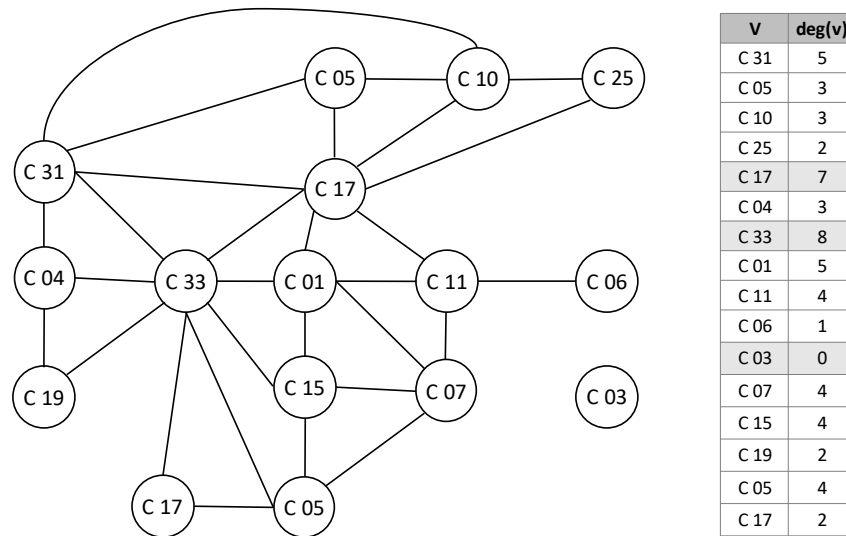 C 05
C 10
C 25
C 31
C 17
C 04
C 33
C 01
C 11
C 06
C 19
C 15
C 07
C 03
C 17
C 05
V deg(v)
C 31 5
C 05 3
C 10 3
C 25 2
C 17 7
C 04 3
C 33 8
C 01 5
C 11 4
C 06 1
C 03 0
C 07 4
C 15 4
C 19 2
C 05 4
C 17 2